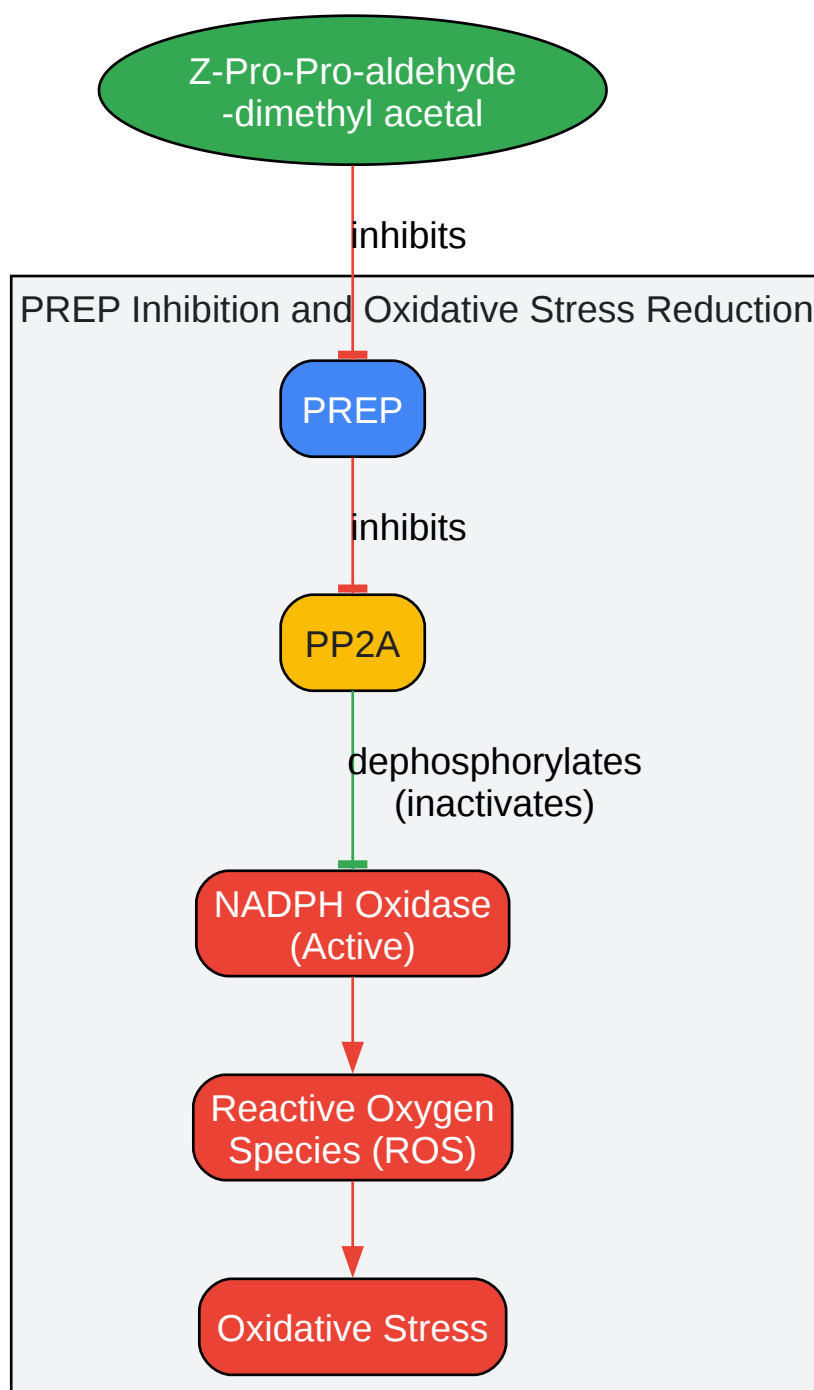 Z-Pro-Pro-aldehyde
-dimethyl acetal
inhibits
PREP Inhibition and Oxidative Stress Reduction
PREP
inhibits
PP2A
dephosphorylates
(inactivates)
NADPH Oxidase
(Active)
Reactive Oxygen
Species (ROS)
Oxidative Stress